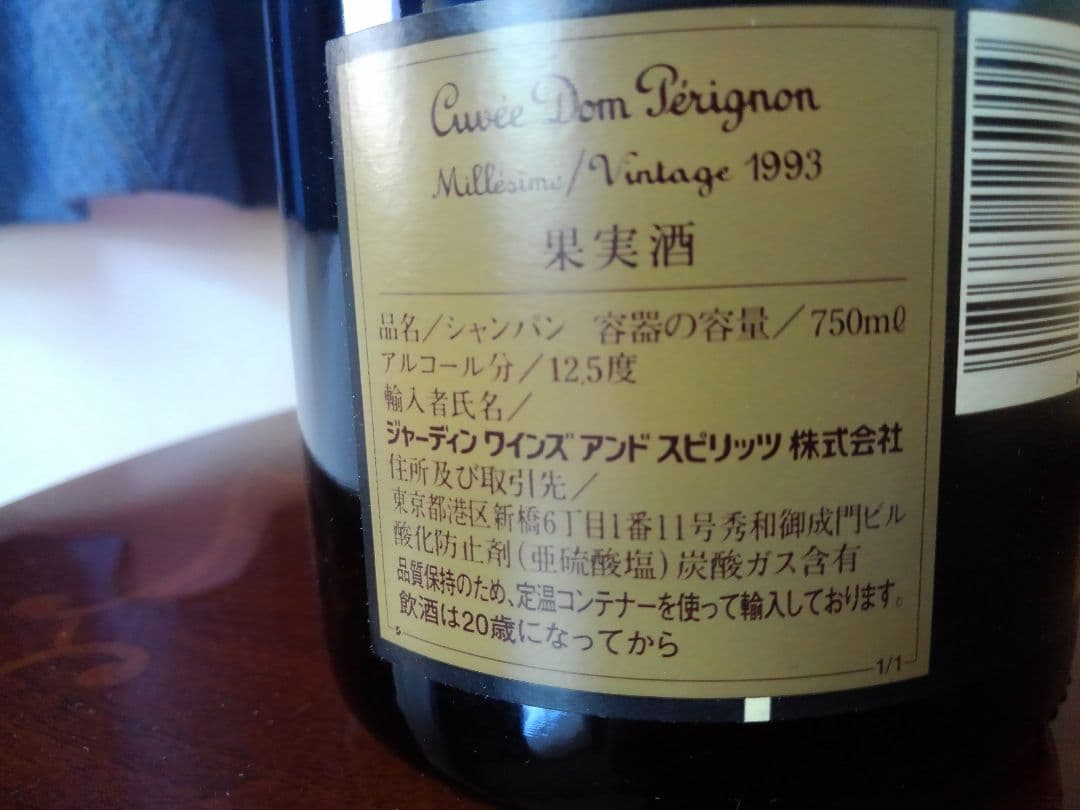 Cuvée Dom Pérignon
Millésime/Vintage 1993
果実酒
品名/シャンパン 容器の容量/750ml
アルコール分/12.5度
輸入者氏名/
ジャーディン ワインズ アンド スピリッツ 株式会社
住所及び取引先/
東京都港区新橋6丁目1番11号秀和御成門ビル
酸化防止剤(亜硫酸塩)炭酸ガス含有
品質保持のため、定温コンテナーを使って輸入しております。
飲酒は20歳になってから
s
1/1